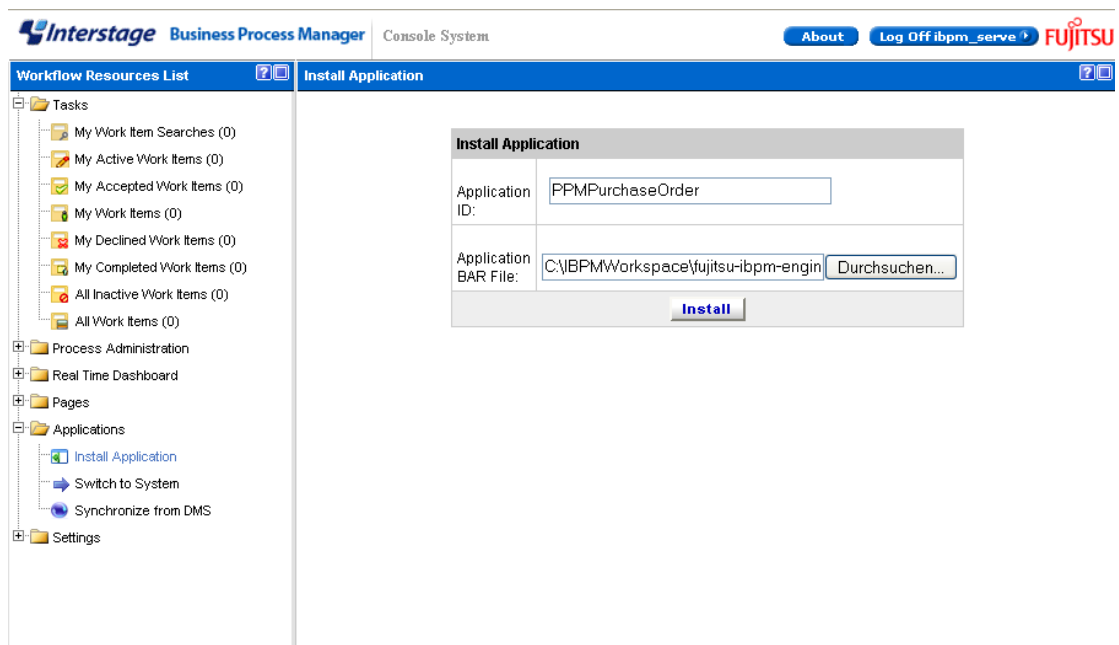 Interstage Business Process Manager Console System About Log Off ibpm_serve FUJITSU
Workflow Resources List
Install Application
Tasks
My Work Item Searches (0)
My Active Work Items (0)
My Accepted Work Items (0)
My Work Items (0)
My Declined Work Items (0)
My Completed Work Items (0)
All Inactive Work Items (0)
All Work Items (0)
Process Administration
Real Time Dashboard
Pages
Applications
Install Application
Switch to System
Synchronize from DMS
Settings
Install Application
Application
ID:
PPMPurchaseOrder
Application
BAR File:
C:\IBPMWorkspace\fujitsu-ibpm-engin
Durchsuchen...
Install